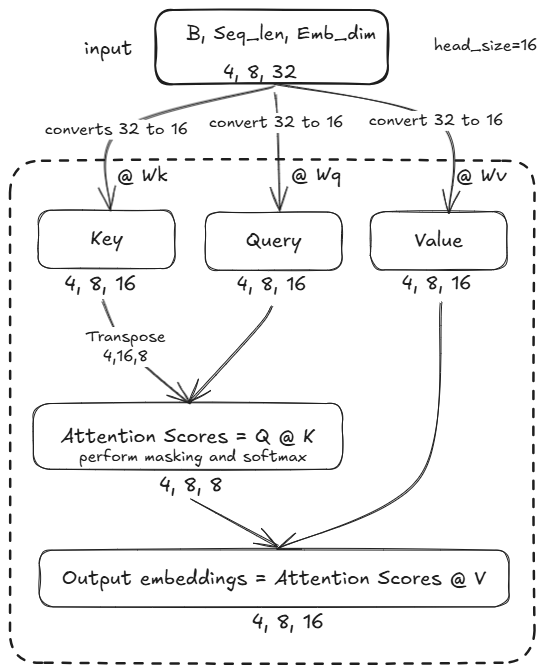 input
B, Seq_len, Emb_dim
4, 8, 32
head_size=16
converts 32 to 16
convert 32 to 16
convert 32 to 16
@ Wk
@ Wq
@ Wv
Key
Query
Value
4, 8, 16
4, 8, 16
4, 8, 16
Transpose
4,16,8
Attention Scores = Q @ K
perform masking and softmax
4, 8, 8
Output embeddings = Attention Scores @ V
4, 8, 16